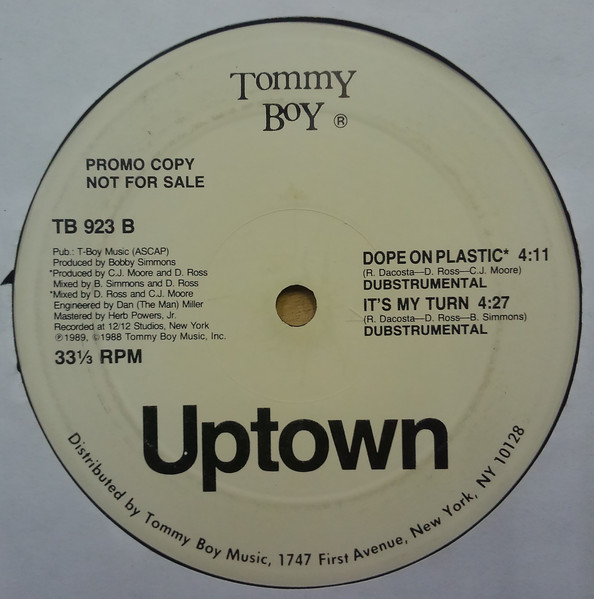 Tommy
Boy ®
PROMO COPY
NOT FOR SALE
TB 923 B
Pub.: T-Boy Music (ASCAP)
Produced by Bobby Simmons
*Produced by C.J. Moore and D. Ross
Mixed by B. Simmons and D. Ross
*Mixed by D. Ross and C.J. Moore
Engineered by Dan (The Man) Miller
Mastered by Herb Powers, Jr.
Recorded at 12/12 Studios, New York
℗1989, ©1988 Tommy Boy Music, Inc.
33⅓ RPM
DOPE ON PLASTIC* 4:11
(R. Dacosta—D. Ross—C.J. Moore)
DUBSTRUMENTAL
IT'S MY TURN 4:27
(R. Dacosta—D. Ross—B. Simmons)
DUBSTRUMENTAL
Uptown
Distributed by Tommy Boy Music, 1747 First Avenue, New York, NY 10128